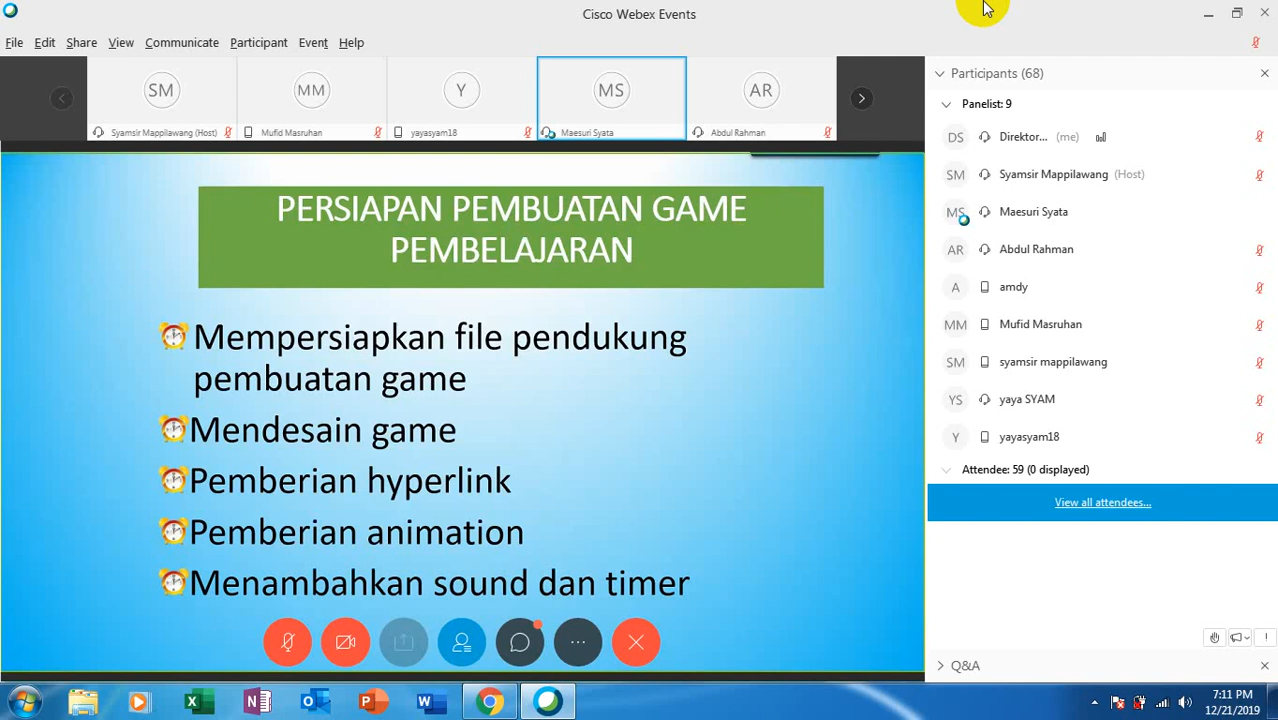 Cisco Webex Events
File Edit Share View Communicate Participant Event Help
SM MM Y MS AR
Syamsir Mappilawang (Host) Mufid Masruhan yayasyam18 Maesuri Syata Abdul Rahman
PERSIAPAN PEMBUATAN GAME
PEMBELAJARAN
Mempersiapkan file pendukung
pembuatan game
Mendesain game
Pemberian hyperlink
Pemberian animation
Menambahkan sound dan timer
Participants (68)
Panelist: 9
DS Direktor... (me)
SM Syamsir Mappilawang (Host)
MS Maesuri Syata
AR Abdul Rahman
A amdy
MM Mufid Masruhan
SM syamsir mappilawang
YS yaya SYAM
Y yayasyam18
Attendee: 59 (0 displayed)
View all attendees...
Q&A
7:11 PM
12/21/2019